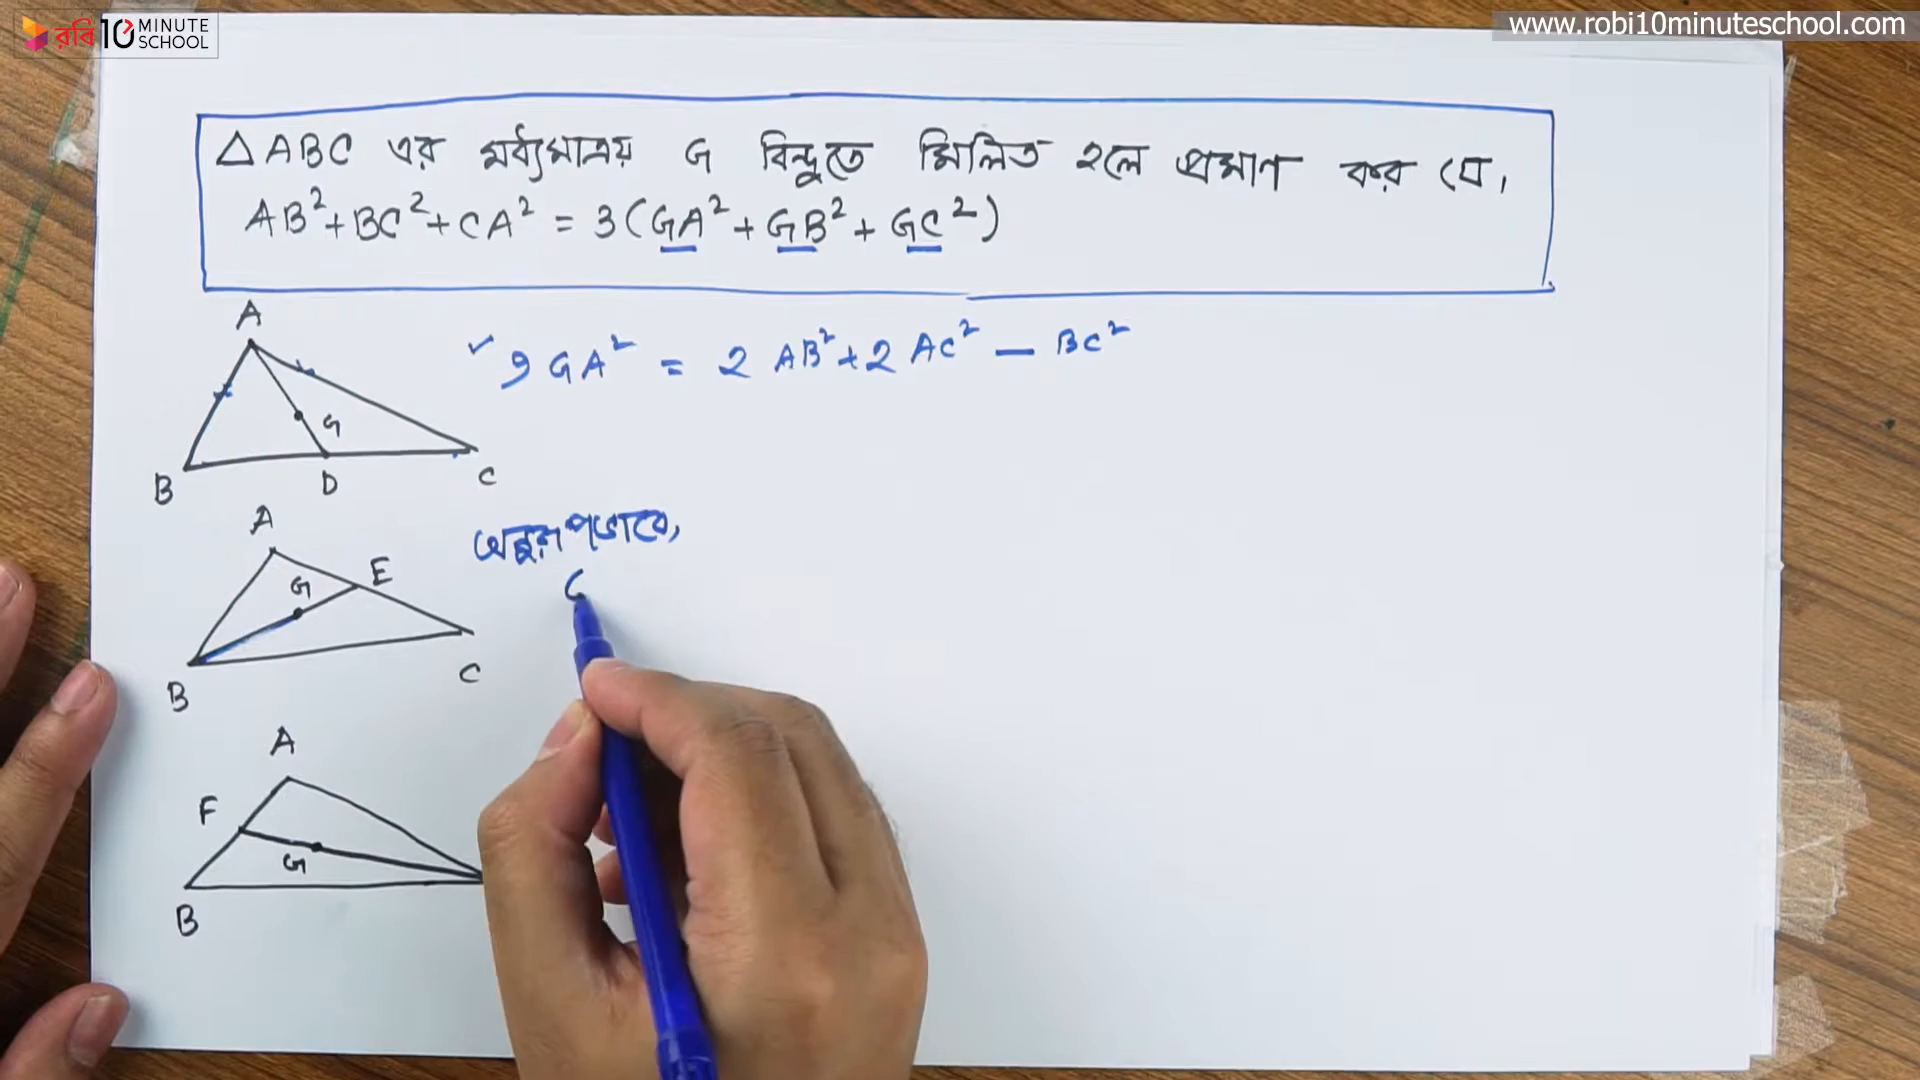 রবি 10 MINUTE SCHOOL
www.robi10minuteschool.com
△ABC এর মধ্যমাত্রয় G বিন্দুতে মিলিত হলে প্রমাণ কর যে,
AB²+BC²+CA² = 3(GA²+GB²+GC²)
A
✓ 9GA² = 2AB²+2AC² − BC²
G
B D C
A
অনুরূপভাবে,
G E
B C
A
F
G
B